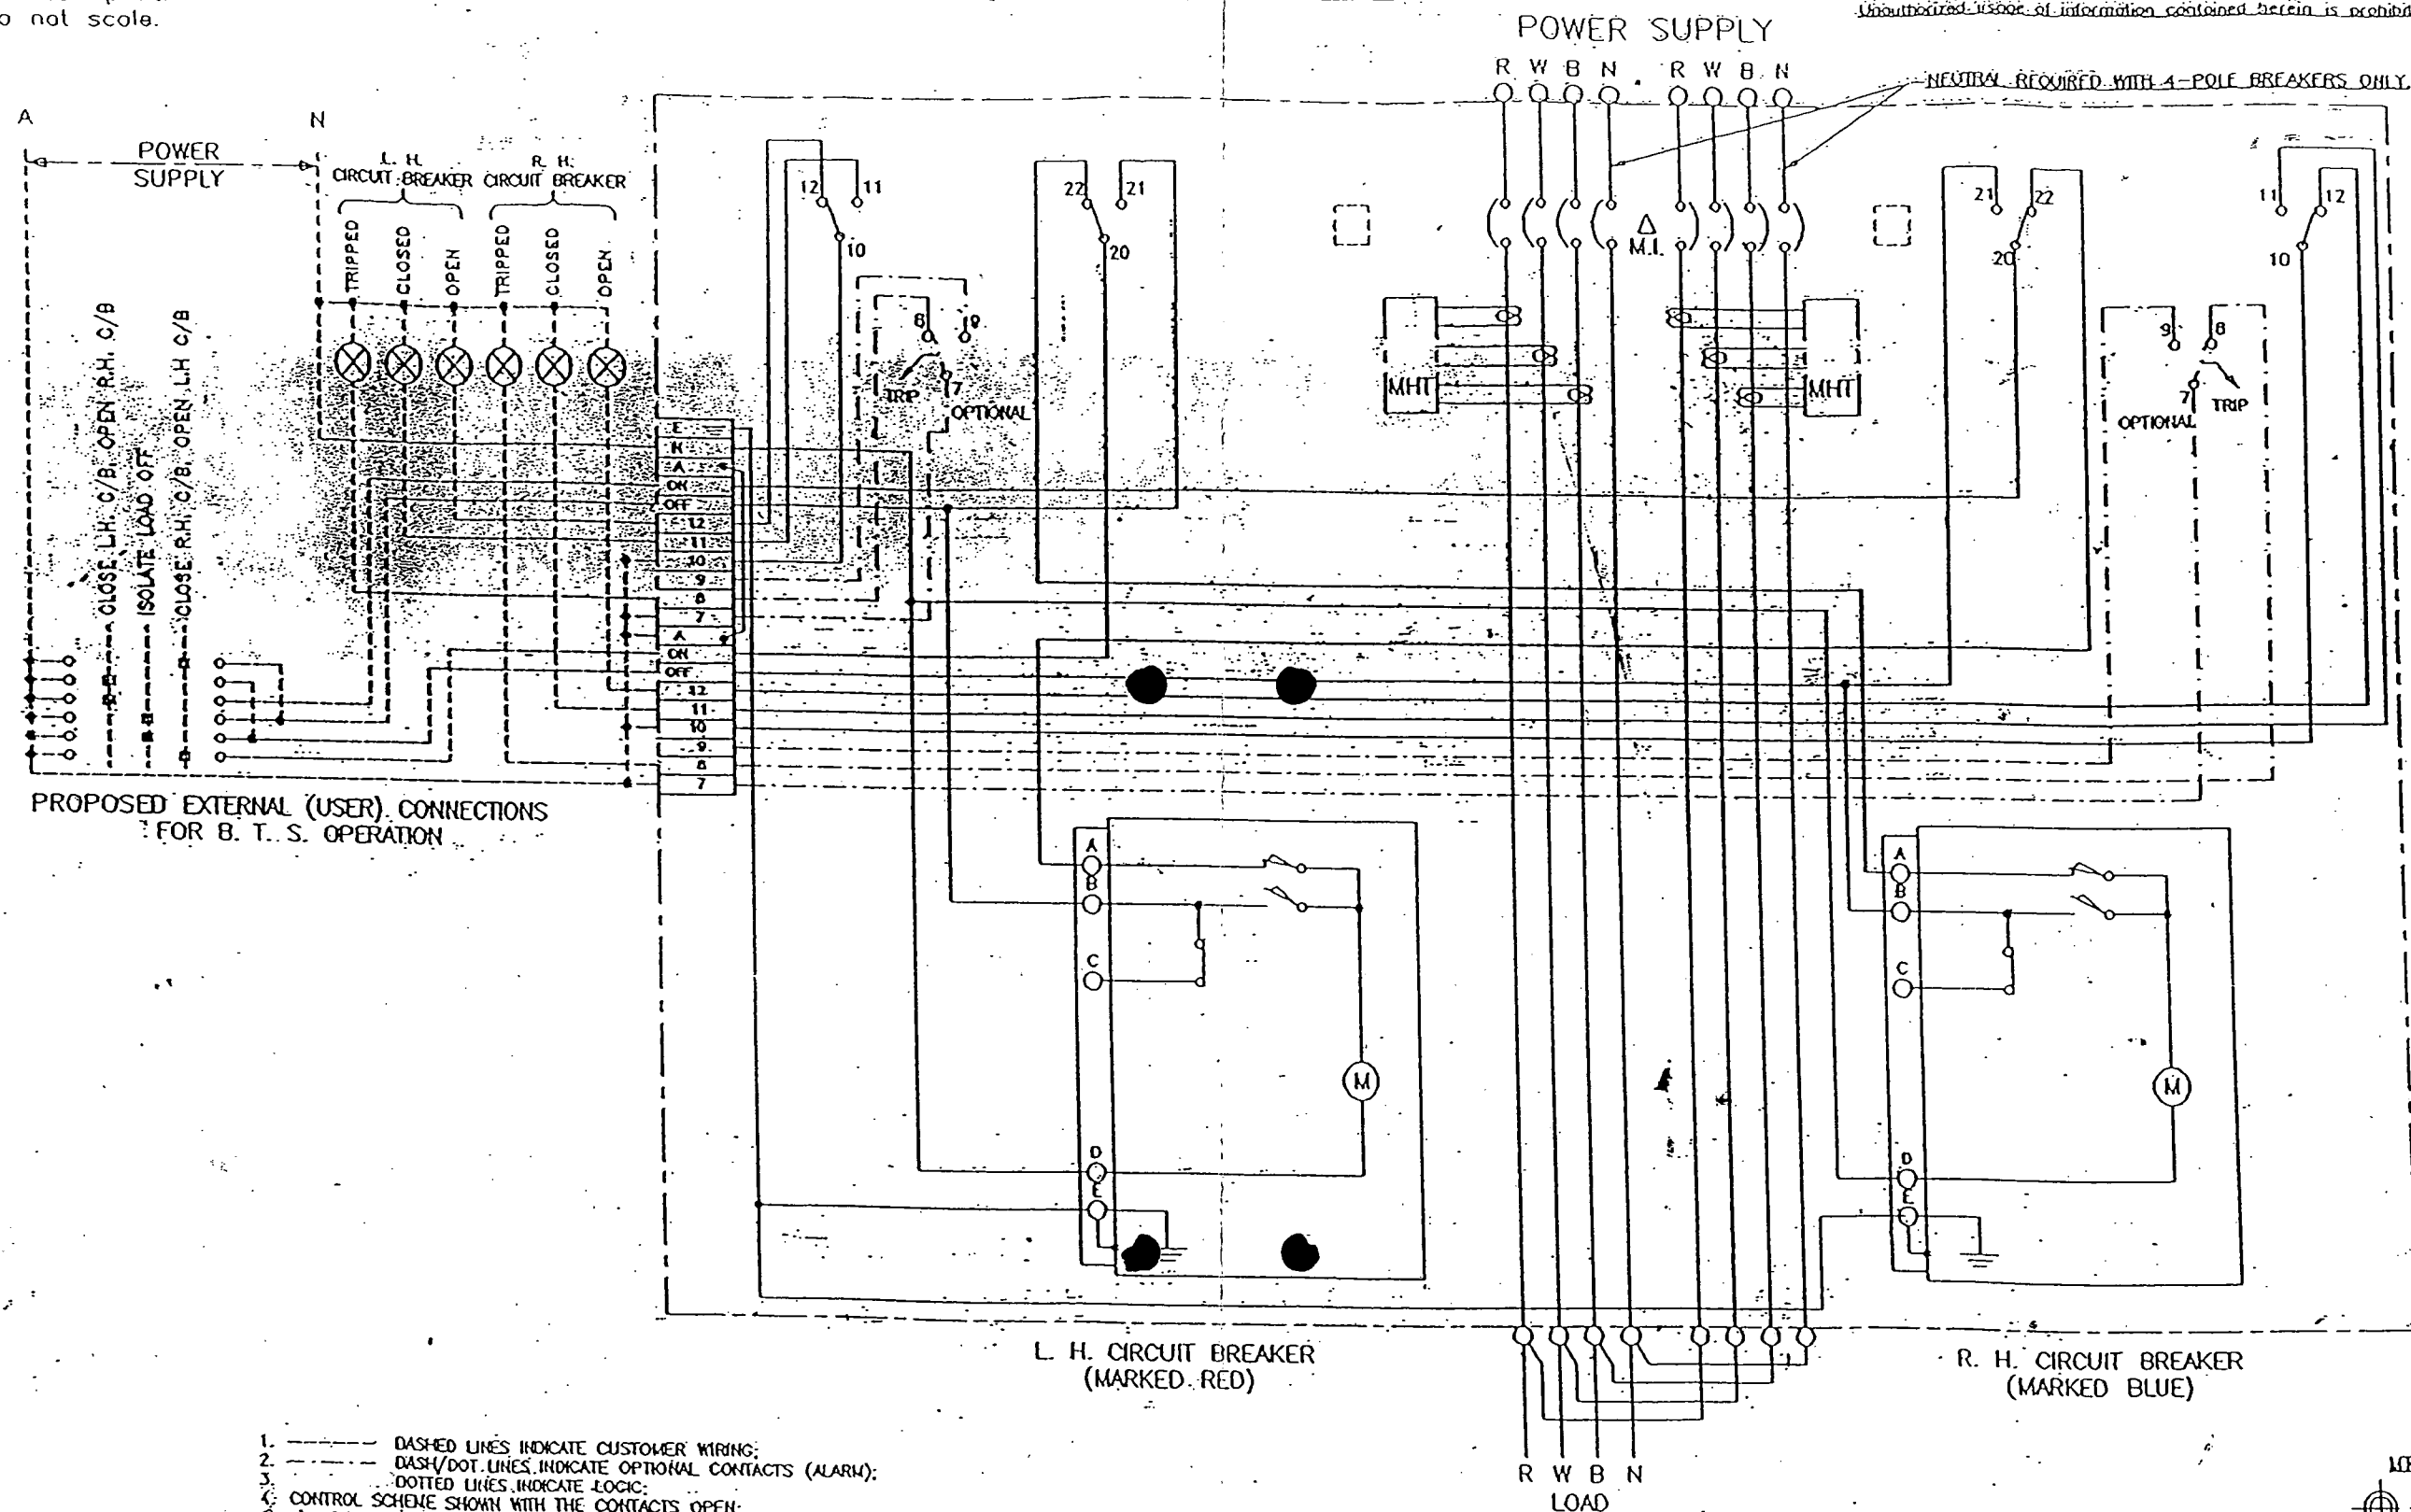 o not scale.
Unauthorized usage of information contained herein is prohibit
POWER SUPPLY
R W B N R W B N
NEUTRAL REQUIRED WITH 4-POLE BREAKERS ONLY.
A
N
POWER
SUPPLY
L. H.
CIRCUIT BREAKER
R. H.
CIRCUIT BREAKER
TRIPPED
CLOSED
OPEN
TRIPPED
CLOSED
OPEN
CLOSE L.H. C/B, OPEN R.H. C/B
ISOLATE LOAD OFF
CLOSE R.H. C/B, OPEN L.H C/B
12 11
10
22 21
20
8 9
7
TRIP
OPTIONAL
M.I.
MHT
MHT
21 22
20
11 12
10
9 8
7
TRIP
OPTIONAL
E
N
A
ON
OFF
12
11
10
9
8
7
A
ON
OFF
12
11
10
9
8
7
PROPOSED EXTERNAL (USER) CONNECTIONS
FOR B. T. S. OPERATION
A
B
C
D
E
M
A
B
C
D
E
M
L. H. CIRCUIT BREAKER
(MARKED RED)
R. H. CIRCUIT BREAKER
(MARKED BLUE)
R W B N
LOAD
1. DASHED LINES INDICATE CUSTOMER WIRING;
2. DASH/DOT LINES INDICATE OPTIONAL CONTACTS (ALARM);
3. DOTTED LINES INDICATE LOGIC;
4. CONTROL SCHEME SHOWN WITH THE CONTACTS OPEN;